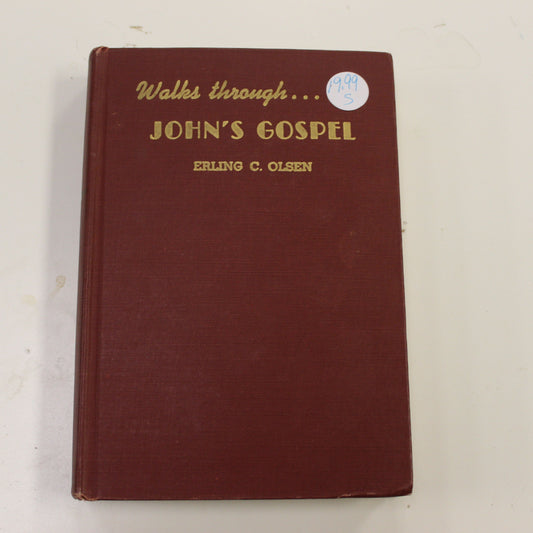 Walks through...
JOHN'S GOSPEL
ERLING C. OLSEN
19.99
S